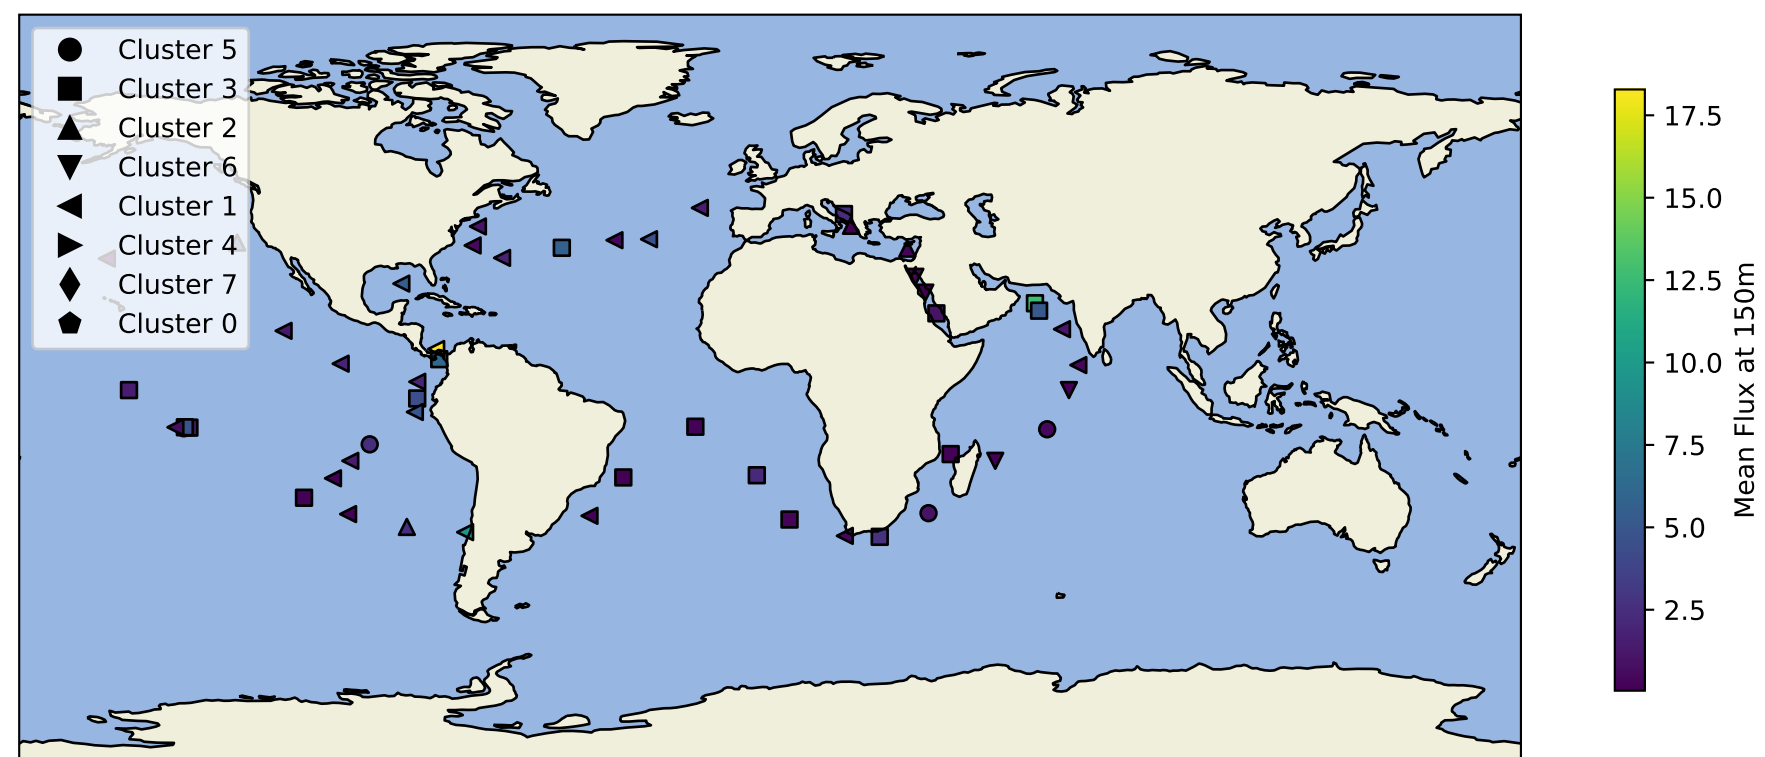 Cluster 5
Cluster 3
Cluster 2
Cluster 6
Cluster 1
Cluster 4
Cluster 7
Cluster 0
17.5
15.0
12.5
10.0
7.5
5.0
2.5
Mean Flux at 150m